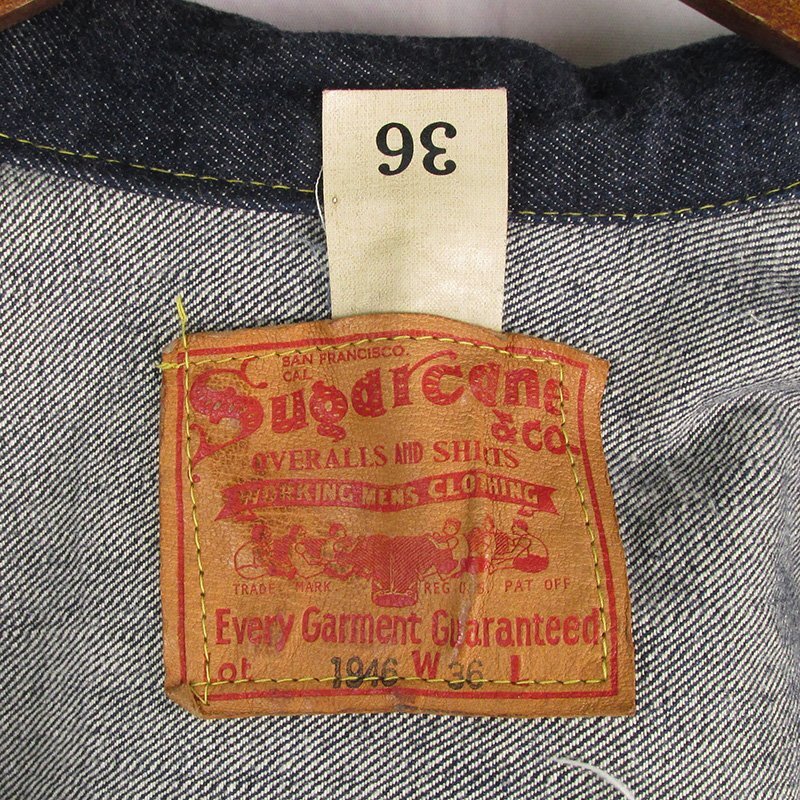 36
SAN FRANCISCO.
CAL.
Sugarcane
& CO.
OVERALLS AND SHIRTS
WORKING MENS CLOTHING
TRADE MARK. REG. U.S. PAT OFF
Every Garment Guaranteed
ot 1946 W 36 L